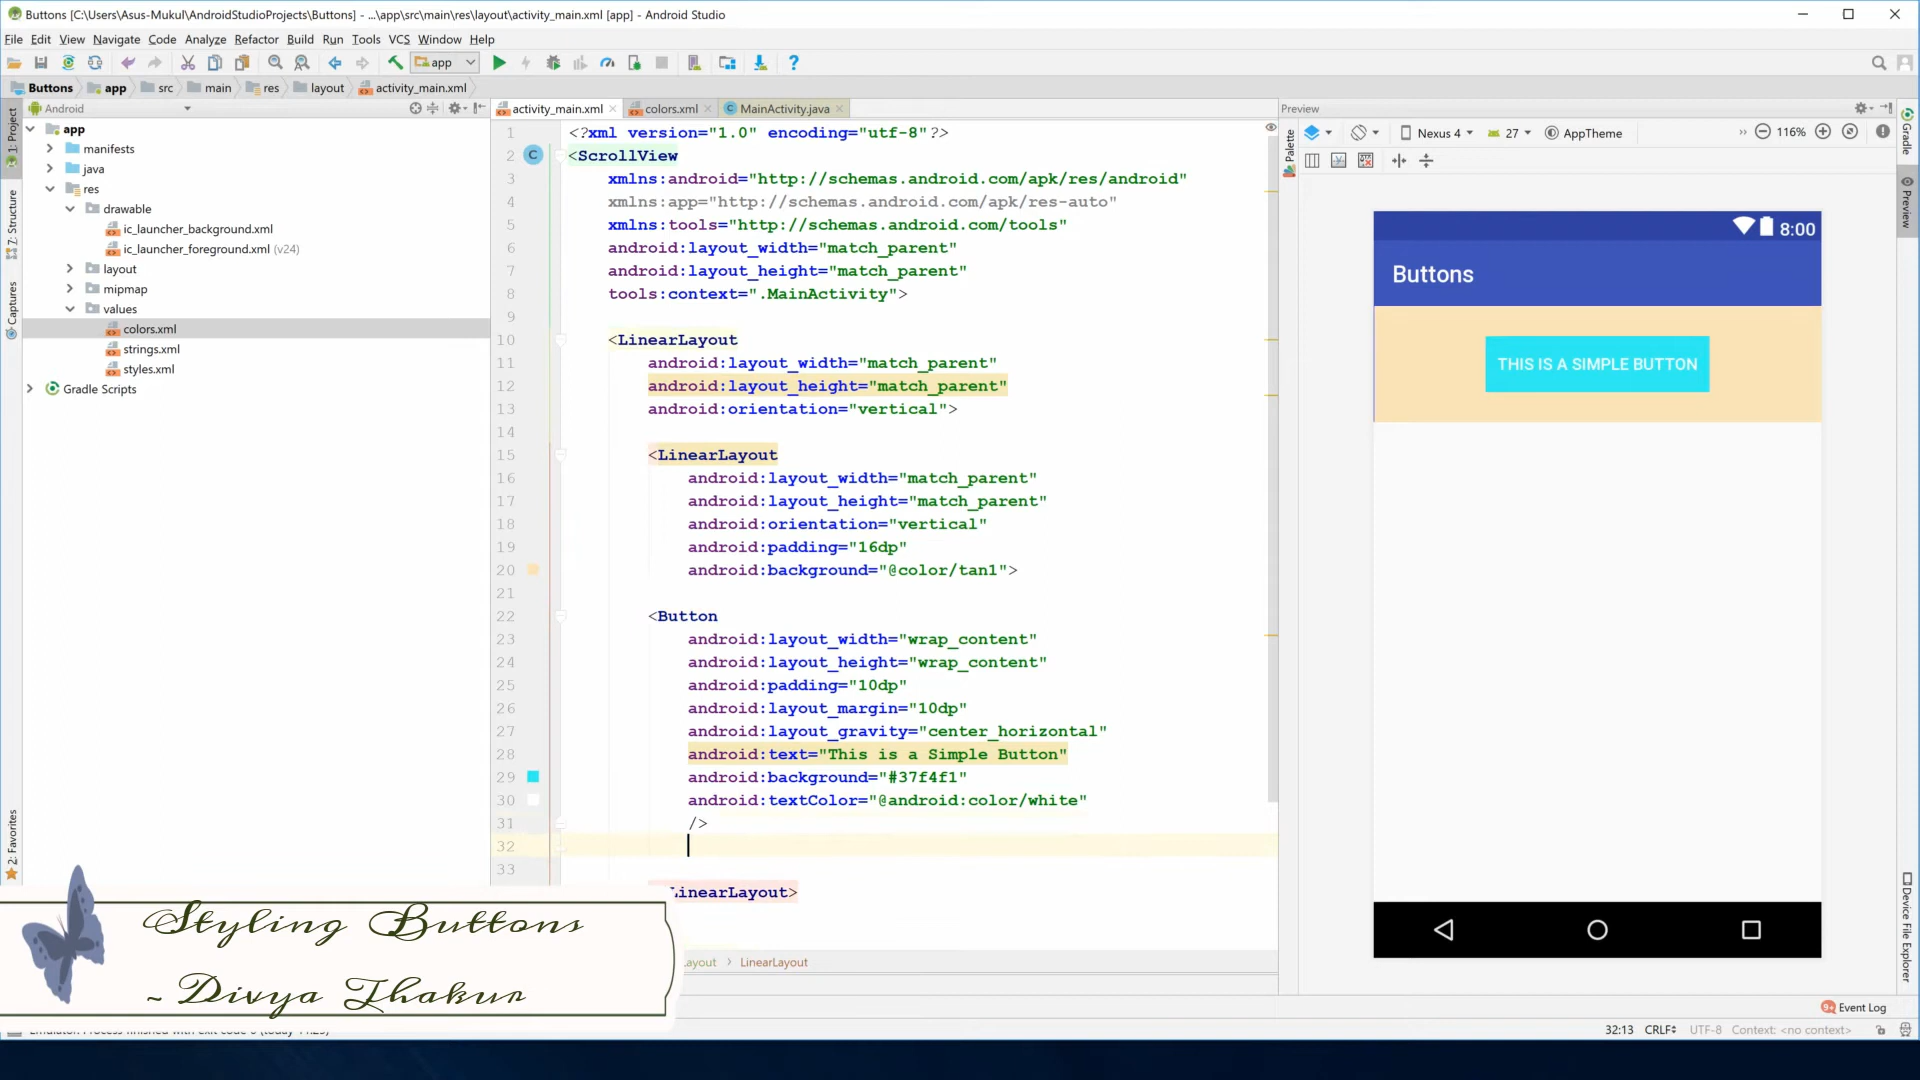 Buttons [C:\Users\Asus-Mukul\AndroidStudioProjects\Buttons] - ...\app\src\main\res\layout\activity_main.xml [app] - Android Studio
File Edit View Navigate Code Analyze Refactor Build Run Tools VCS Window Help
app
Buttons app src main res layout activity_main.xml
Android
activity_main.xml colors.xml MainActivity.java
Preview
1: Project
Z: Structure
Captures
2: Favorites
app
manifests
java
res
drawable
ic_launcher_background.xml
ic_launcher_foreground.xml (v24)
layout
mipmap
values
colors.xml
strings.xml
styles.xml
Gradle Scripts
1 <?xml version="1.0" encoding="utf-8"?>
2 <ScrollView
3 xmlns:android="http://schemas.android.com/apk/res/android"
4 xmlns:app="http://schemas.android.com/apk/res-auto"
5 xmlns:tools="http://schemas.android.com/tools"
6 android:layout_width="match_parent"
7 android:layout_height="match_parent"
8 tools:context=".MainActivity">
9
10 <LinearLayout
11 android:layout_width="match_parent"
12 android:layout_height="match_parent"
13 android:orientation="vertical">
14
15 <LinearLayout
16 android:layout_width="match_parent"
17 android:layout_height="match_parent"
18 android:orientation="vertical"
19 android:padding="16dp"
20 android:background="@color/tan1">
21
22 <Button
23 android:layout_width="wrap_content"
24 android:layout_height="wrap_content"
25 android:padding="10dp"
26 android:layout_margin="10dp"
27 android:layout_gravity="center_horizontal"
28 android:text="This is a Simple Button"
29 android:background="#37f4f1"
30 android:textColor="@android:color/white"
31 />
32
33
LinearLayout>
Layout › LinearLayout
Palette
Nexus 4 27 AppTheme
116%
8:00
Buttons
THIS IS A SIMPLE BUTTON
Gradle
Preview
Device File Explorer
Styling Buttons
~ Divya Thakur
Event Log
32:13 CRLF UTF-8 Context: <no context>